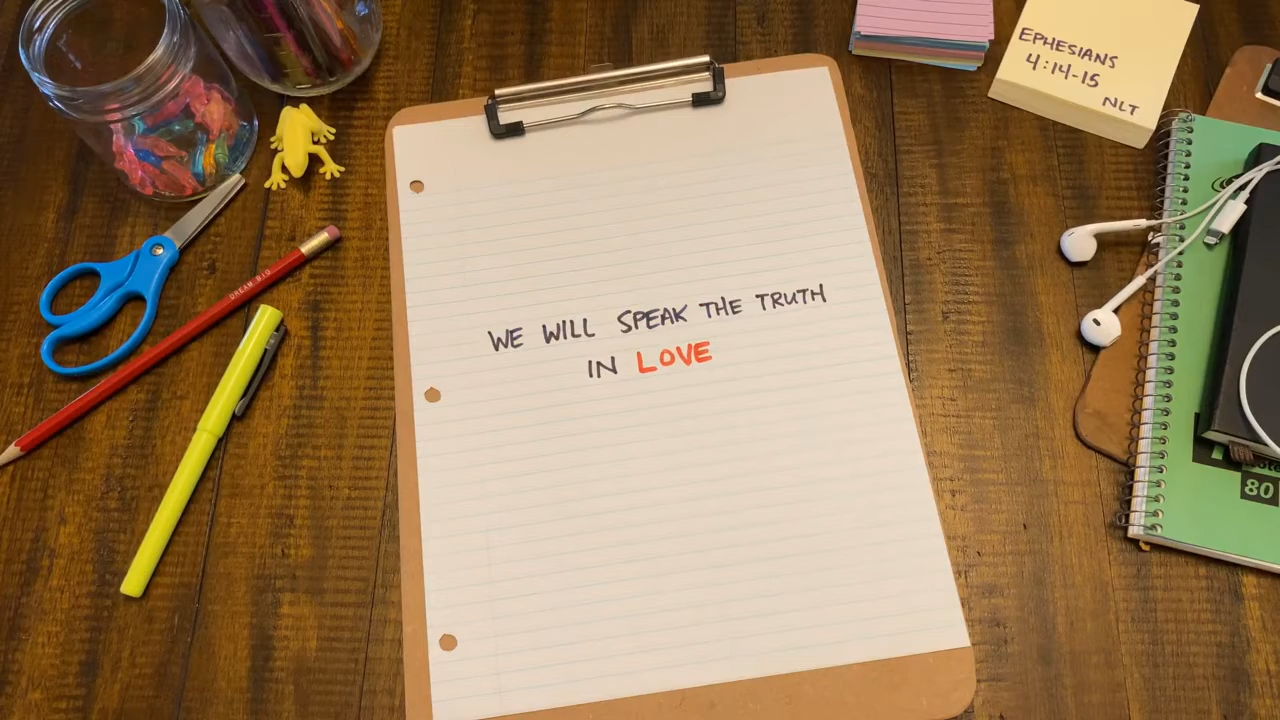 EPHESIANS
4:14-15
NLT
WE WILL SPEAK THE TRUTH
IN LOVE
DREAM BIG
80